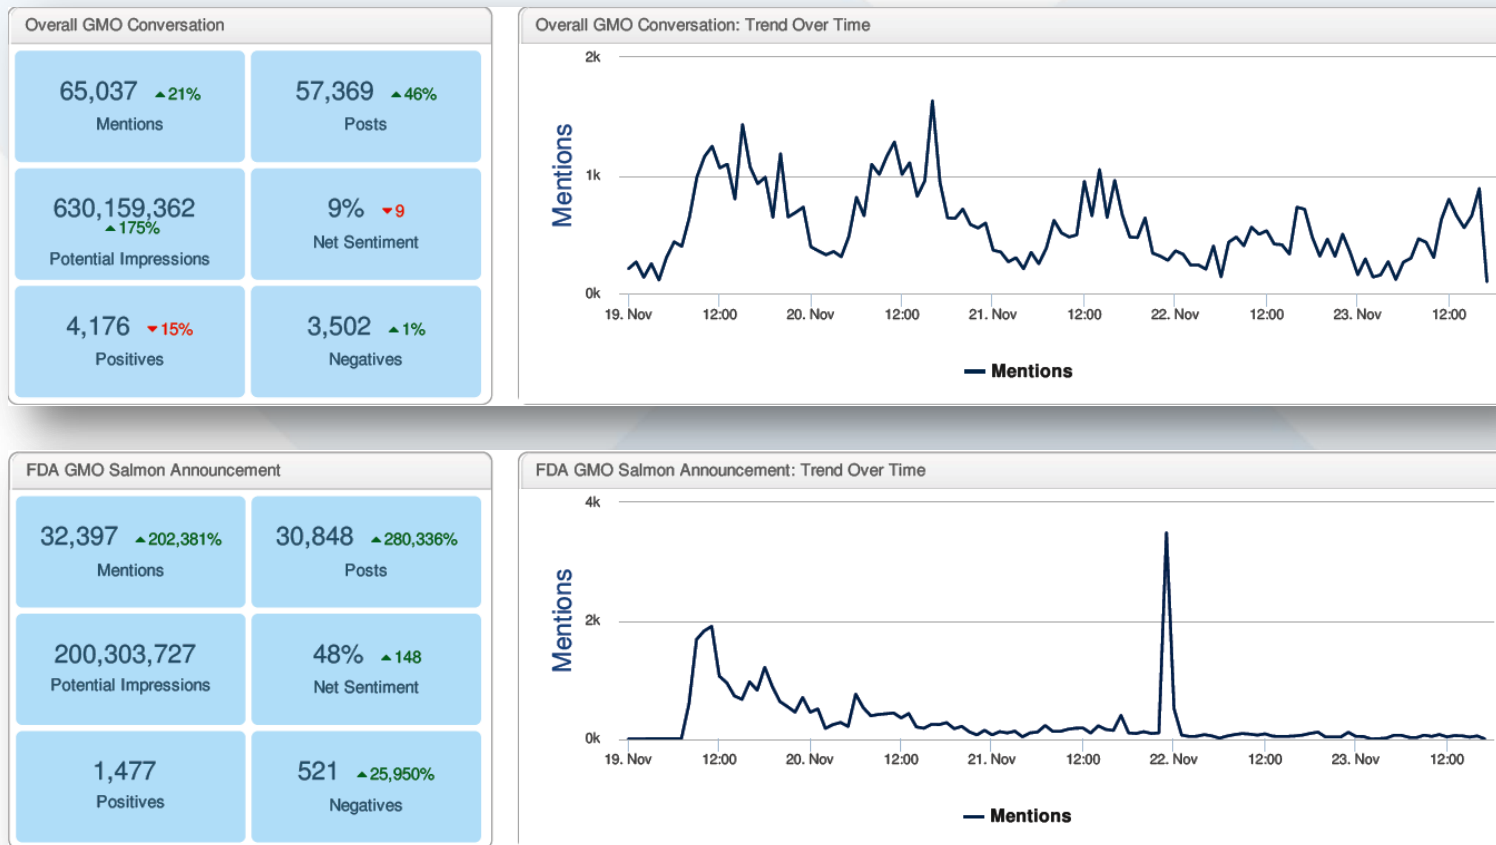 Overall GMO Conversation
65,037 ▲21%
Mentions
57,369 ▲46%
Posts
630,159,362
▲175%
Potential Impressions
9% ▼9
Net Sentiment
4,176 ▼15%
Positives
3,502 ▲1%
Negatives
Overall GMO Conversation: Trend Over Time
Mentions
2k
1k
0k
19. Nov 12:00 20. Nov 12:00 21. Nov 12:00 22. Nov 12:00 23. Nov 12:00
Mentions
FDA GMO Salmon Announcement
32,397 ▲202,381%
Mentions
30,848 ▲280,336%
Posts
200,303,727
Potential Impressions
48% ▲148
Net Sentiment
1,477
Positives
521 ▲25,950%
Negatives
FDA GMO Salmon Announcement: Trend Over Time
Mentions
4k
2k
0k
19. Nov 12:00 20. Nov 12:00 21. Nov 12:00 22. Nov 12:00 23. Nov 12:00
Mentions